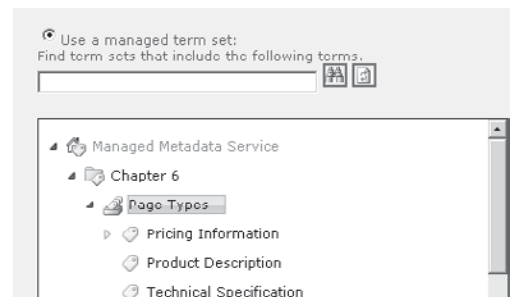 Use a managed term set:
Find term sets that include the following terms.
Managed Metadata Service
Chapter 6
Page Types
Pricing Information
Product Description
Technical Specification